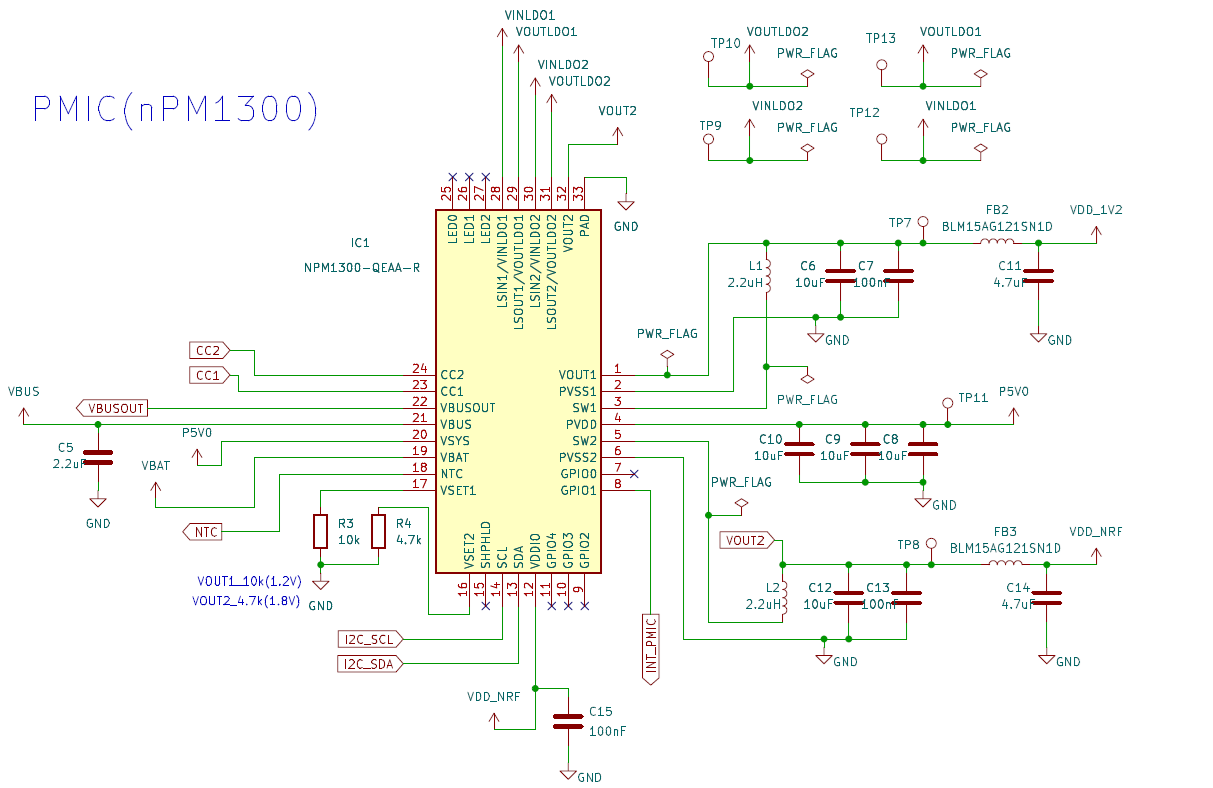 VINLDO1
VOUTLDO1
VINLDO2
VOUTLDO2
VOUT2
PMIC(nPM1300)
TP10
VOUTLDO2
PWR_FLAG
TP13
VOUTLDO1
PWR_FLAG
TP9
VINLDO2
PWR_FLAG
TP12
VINLDO1
PWR_FLAG
25
26
27
28
29
30
31
32
33
GND
LED0
LED1
LED2
LSIN1/VINLDO1
LSOUT1/VOUTLDO1
LSIN2/VINLDO2
LSOUT2/VOUTLDO2
VOUT2
PAD
IC1
NPM1300-QEAA-R
TP7
FB2
BLM15AG121SN1D
VDD_1V2
L1
2.2uH
C6
10uF
C7
100nF
C11
4.7uF
GND
GND
PWR_FLAG
PWR_FLAG
CC2
CC1
VBUS
VBUSOUT
C5
2.2uF
GND
P5V0
VBAT
NTC
24
23
22
21
20
19
18
17
CC2
CC1
VBUSOUT
VBUS
VSYS
VBAT
NTC
VSET1
VOUT1
PVSS1
SW1
PVDD
SW2
PVSS2
GPIO0
GPIO1
1
2
3
4
5
6
7
8
TP11
P5V0
C10
10uF
C9
10uF
C8
10uF
GND
PWR_FLAG
R3
10k
R4
4.7k
GND
VOUT1_10k(1.2V)
VOUT2_4.7k(1.8V)
VSET2
SHPHLD
SCL
SDA
VDDIO
GPIO4
GPIO3
GPIO2
16
15
14
13
12
11
10
9
VOUT2
TP8
FB3
BLM15AG121SN1D
VDD_NRF
L2
2.2uH
C12
10uF
C13
100nF
C14
4.7uF
GND
GND
I2C_SCL
I2C_SDA
INT_PMIC
VDD_NRF
C15
100nF
GND